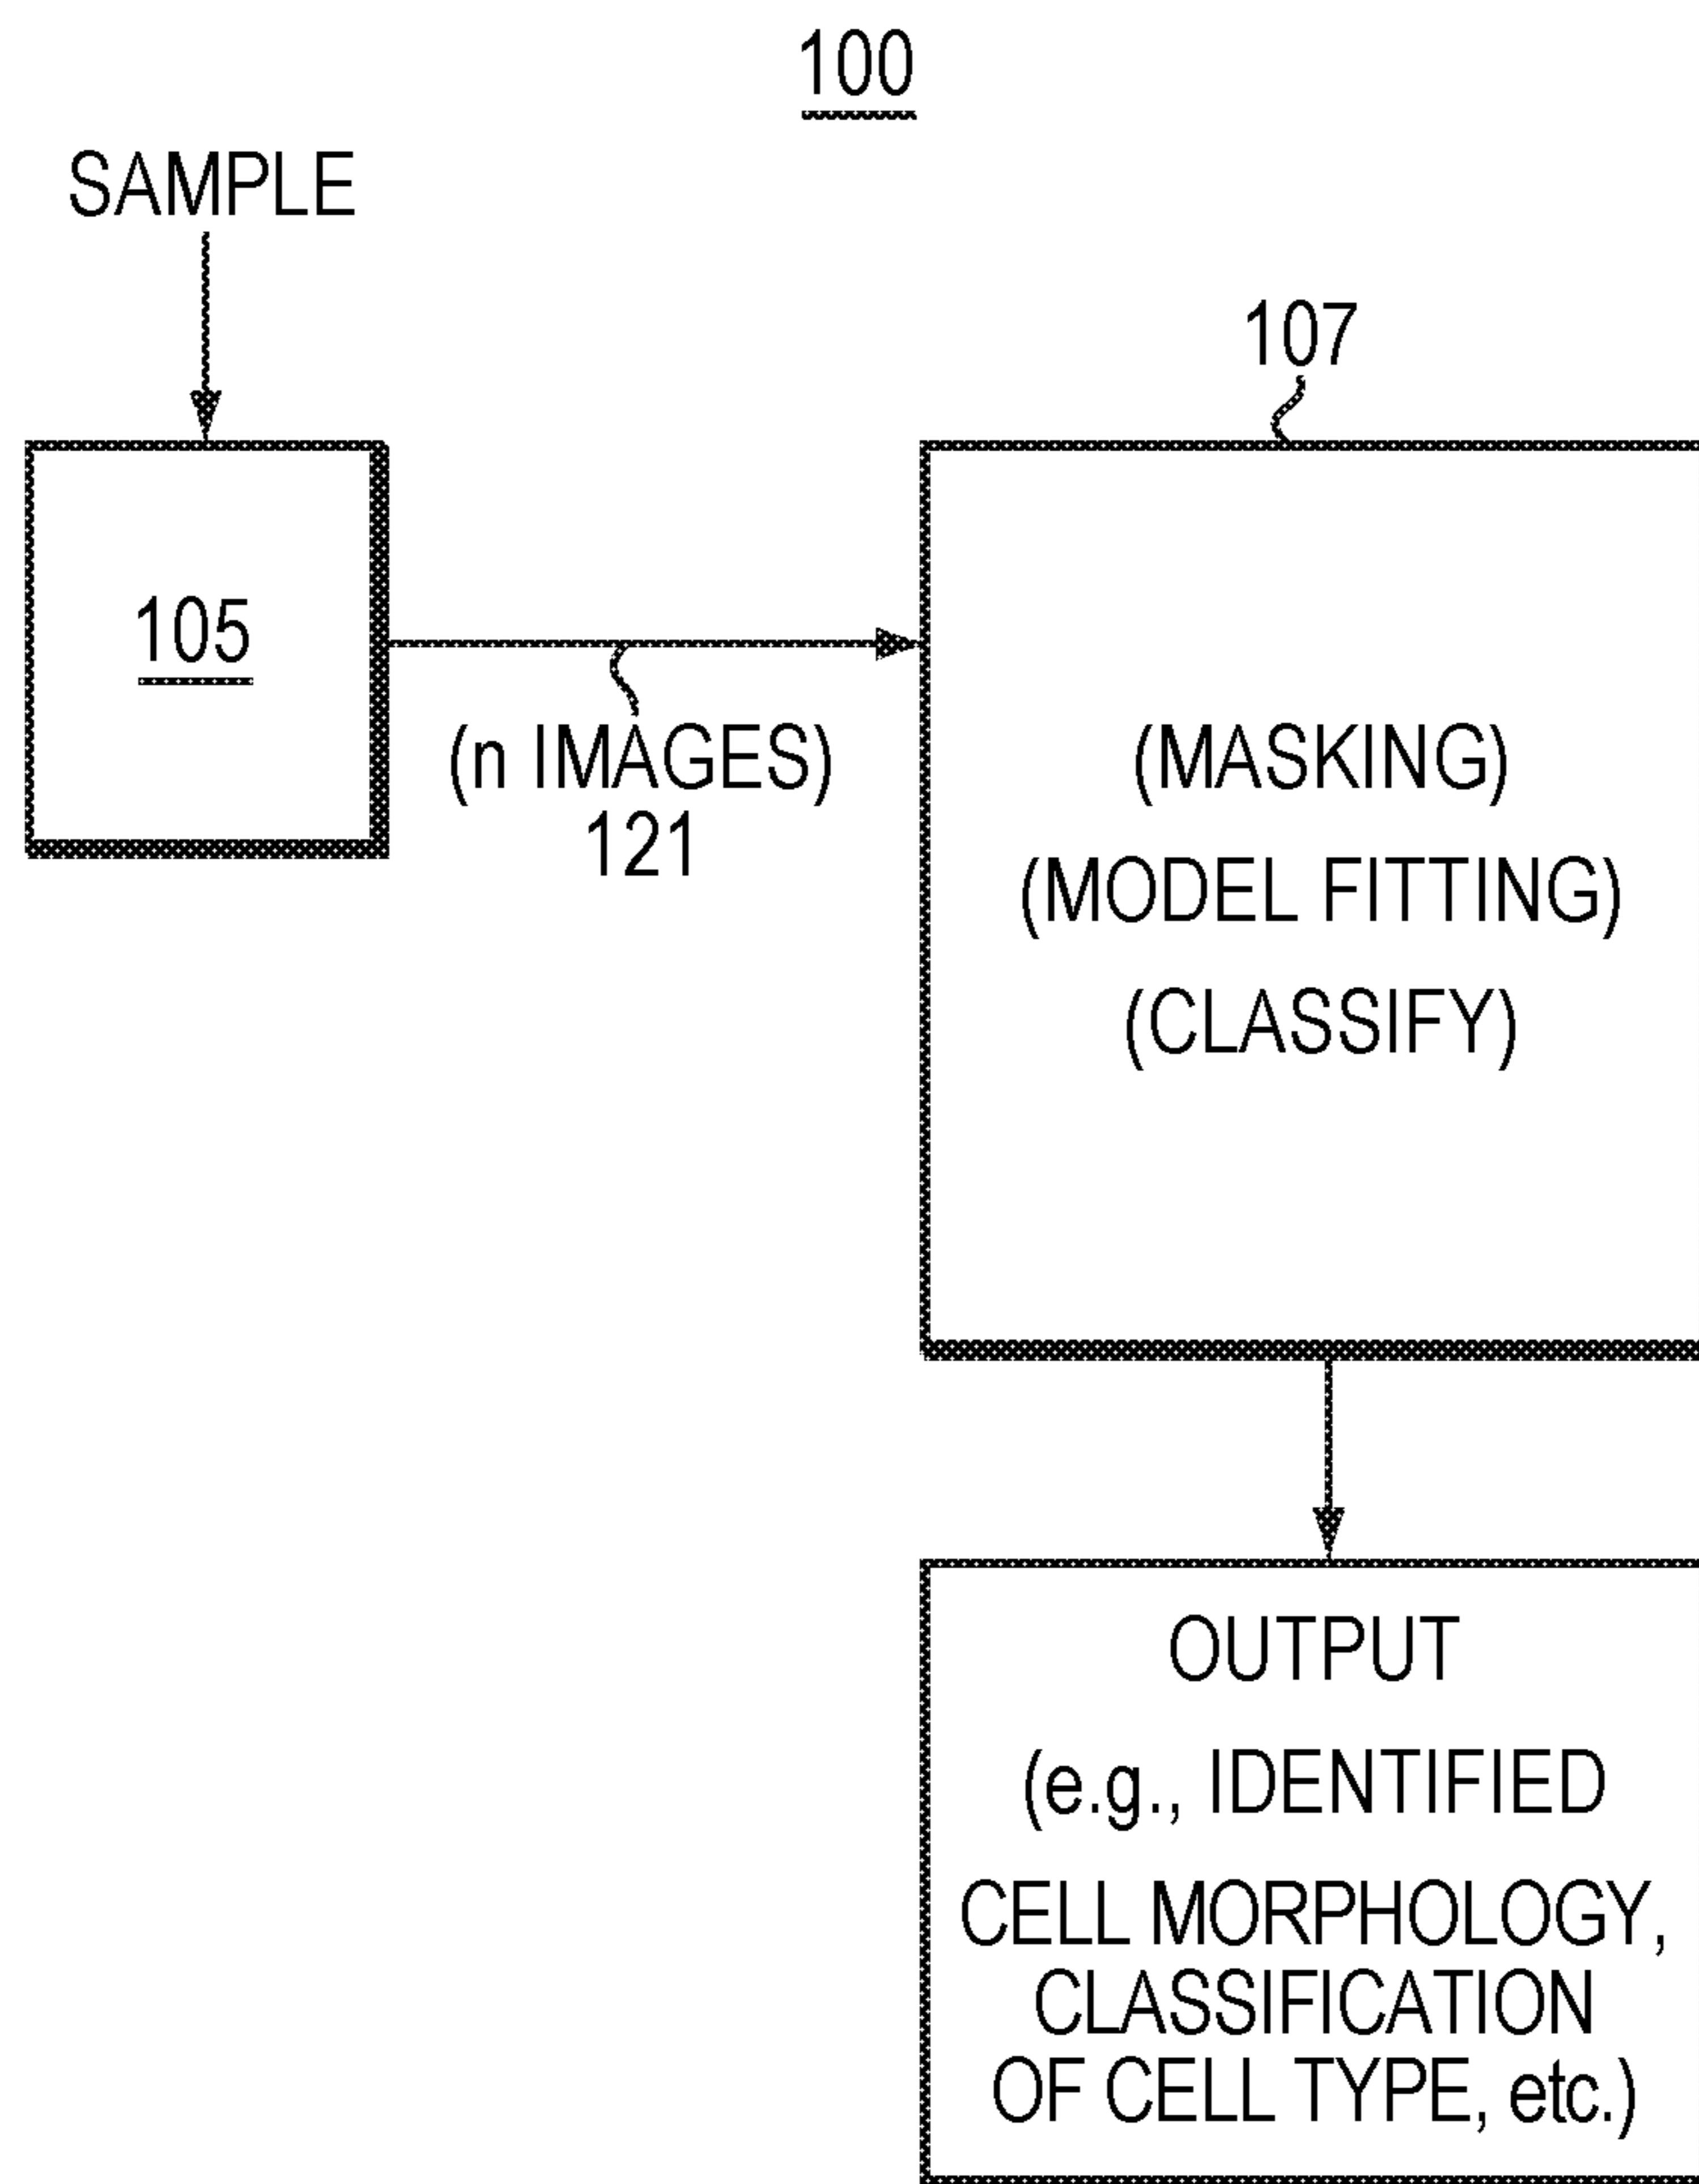 100
SAMPLE
107
105
(n IMAGES)
121
(MASKING)
(MODEL FITTING)
(CLASSIFY)
OUTPUT
(e.g., IDENTIFIED
CELL MORPHOLOGY,
CLASSIFICATION
OF CELL TYPE, etc.)